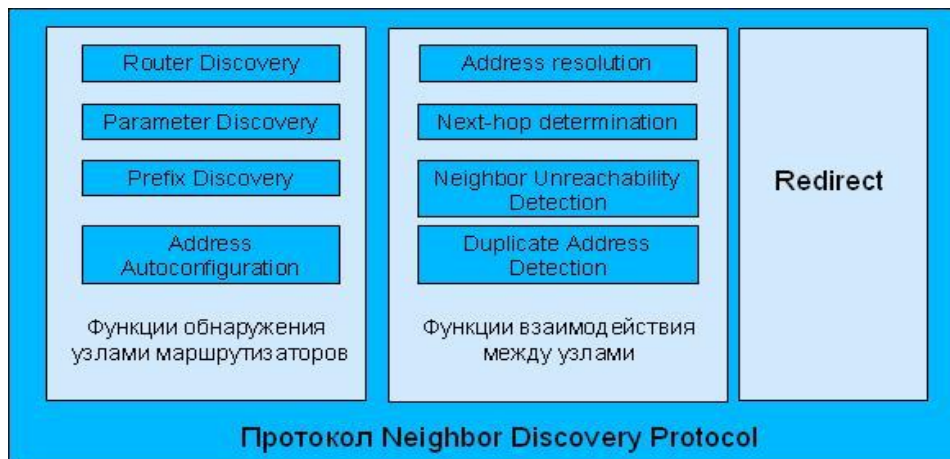 Router Discovery
Parameter Discovery
Prefix Discovery
Address
Autoconfiguration
Функции обнаружения
узлами маршрутизаторов
Address resolution
Next-hop determination
Neighbor Unreachability
Detection
Duplicate Address
Detection
Функции взаимодействия
между узлами
Redirect
Протокол Neighbor Discovery Protocol